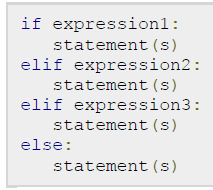 if expression1:
   statement(s)
elif expression2:
   statement(s)
elif expression3:
   statement(s)
else:
   statement(s)